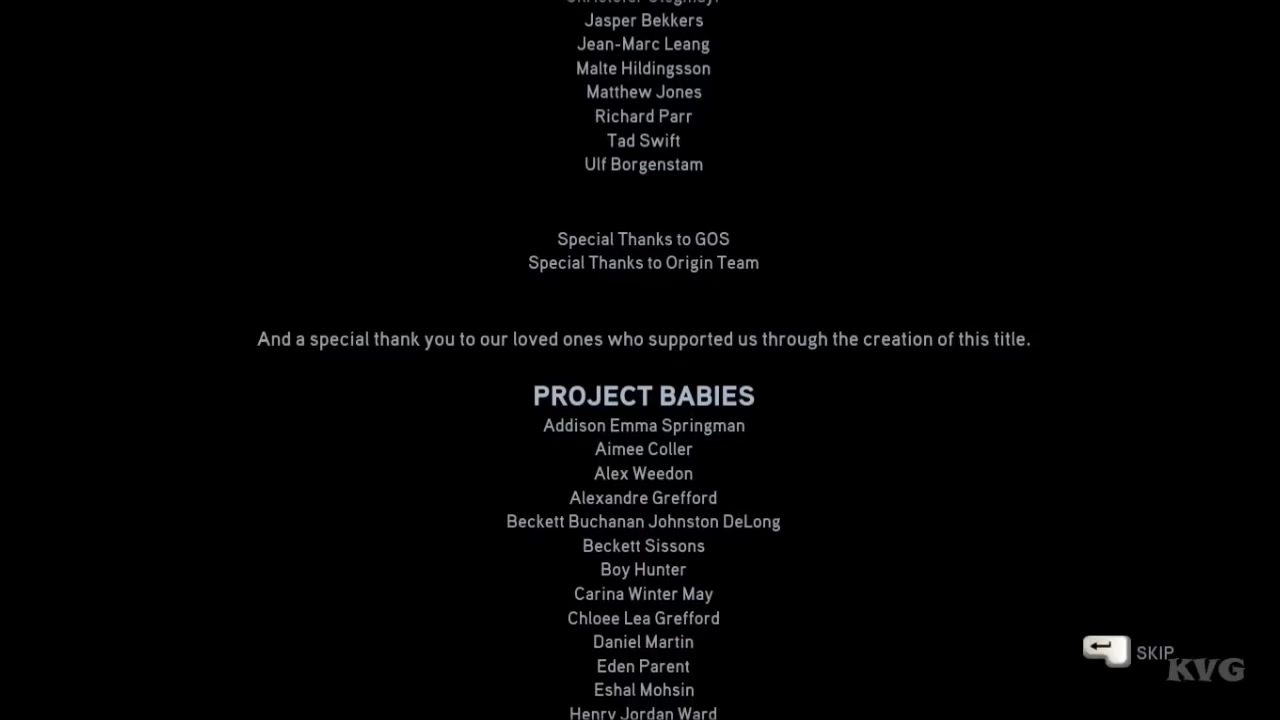 Jasper Bekkers
Jean-Marc Leang
Malte Hildingsson
Matthew Jones
Richard Parr
Tad Swift
Ulf Borgenstam
Special Thanks to GOS
Special Thanks to Origin Team
And a special thank you to our loved ones who supported us through the creation of this title.
PROJECT BABIES
Addison Emma Springman
Aimee Coller
Alex Weedon
Alexandre Grefford
Beckett Buchanan Johnston DeLong
Beckett Sissons
Boy Hunter
Carina Winter May
Chloee Lea Grefford
Daniel Martin
Eden Parent
Eshal Mohsin
Henry Jordan Ward
SKIP
KVG